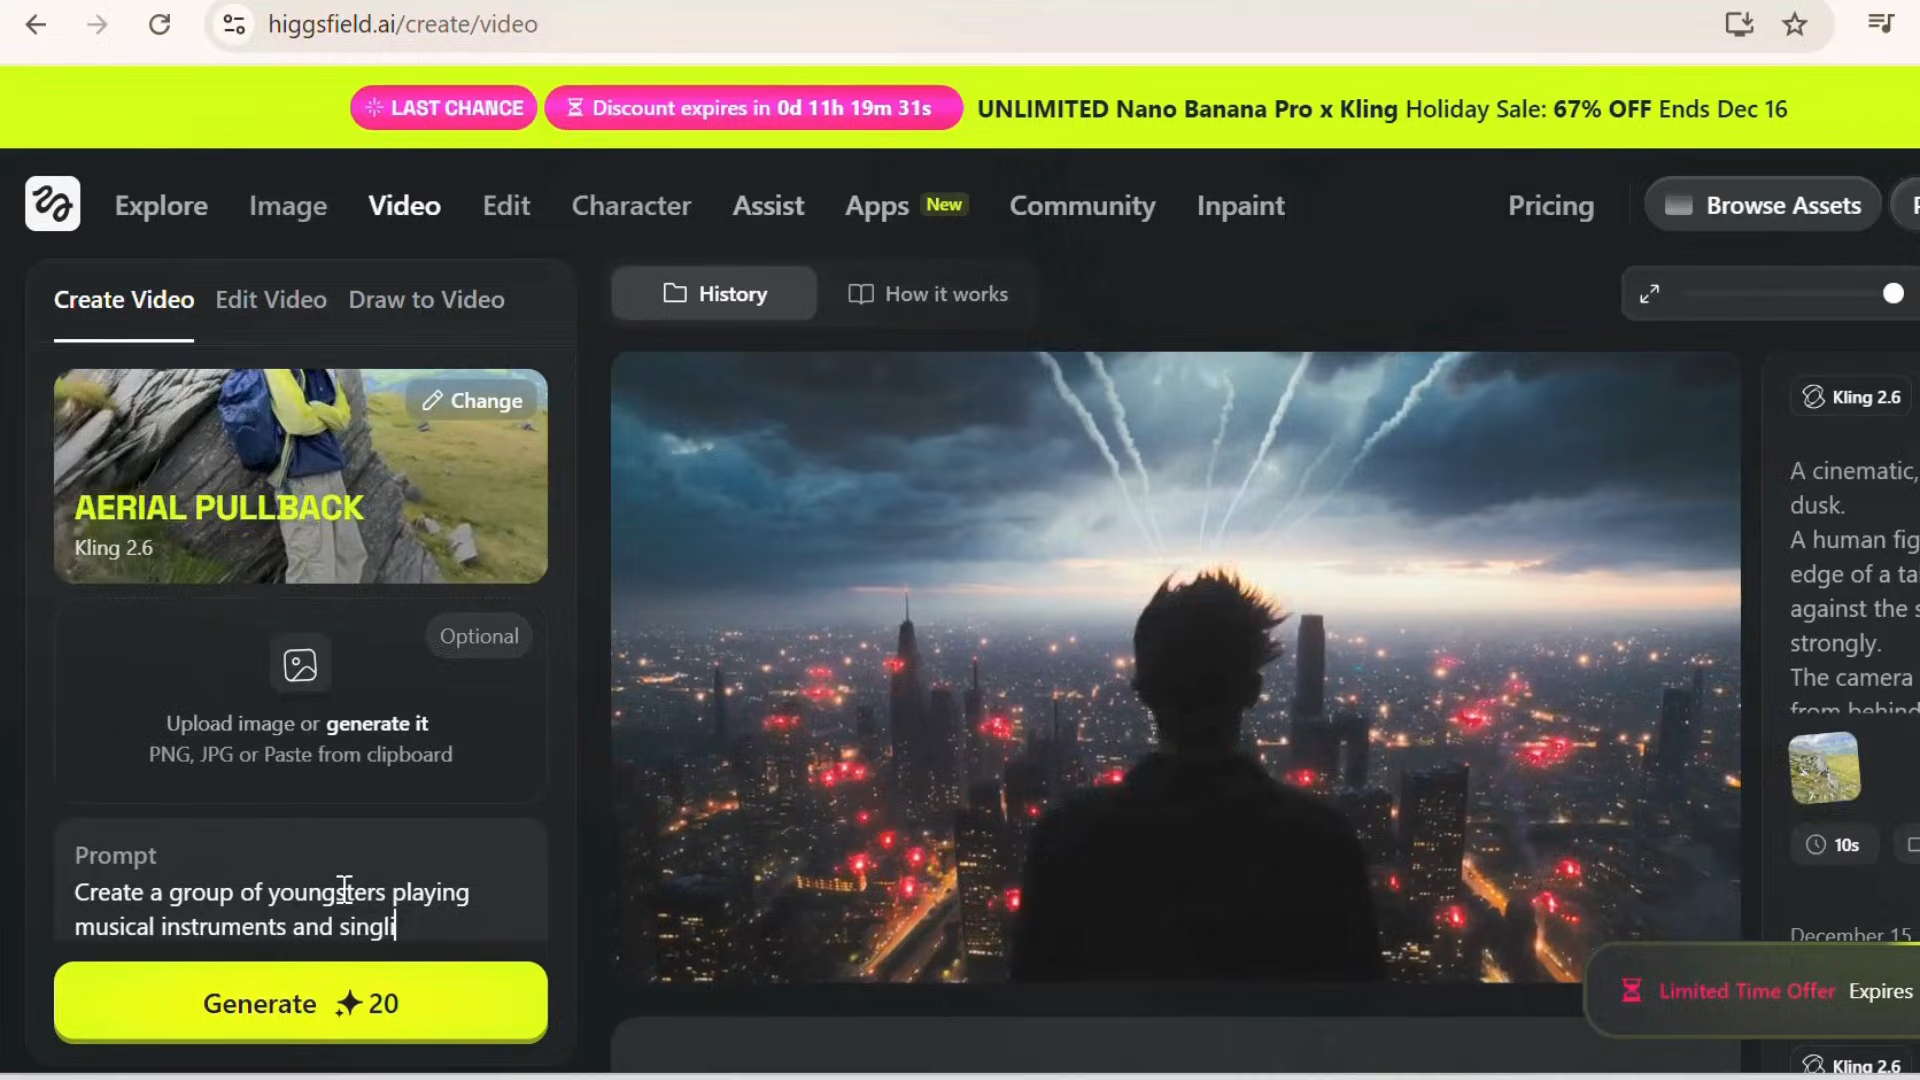 higgsfield.ai/create/video
LAST CHANCE
Discount expires in 0d 11h 19m 31s
UNLIMITED Nano Banana Pro x Kling Holiday Sale: 67% OFF Ends Dec 16
Explore
Image
Video
Edit
Character
Assist
Apps
New
Community
Inpaint
Pricing
Browse Assets
Create Video
Edit Video
Draw to Video
History
How it works
Change
AERIAL PULLBACK
Kling 2.6
Optional
Upload image or generate it
PNG, JPG or Paste from clipboard
Prompt
Create a group of youngsters playing
musical instruments and singli
Generate
20
Kling 2.6
A cinematic,
dusk.
A human fig
edge of a ta
against the s
strongly.
The camera
from behind
10s
December 15
Limited Time Offer
Expires
Kling 2.6